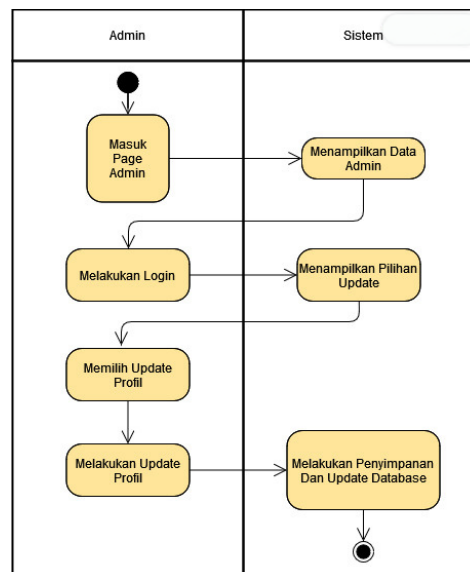 Admin
Sistem
Masuk
Page
Admin
Menampilkan Data
Admin
Melakukan Login
Menampilkan Pilihan
Update
Memilih Update
Profil
Melakukan Update
Profil
Melakukan Penyimpanan
Dan Update Database